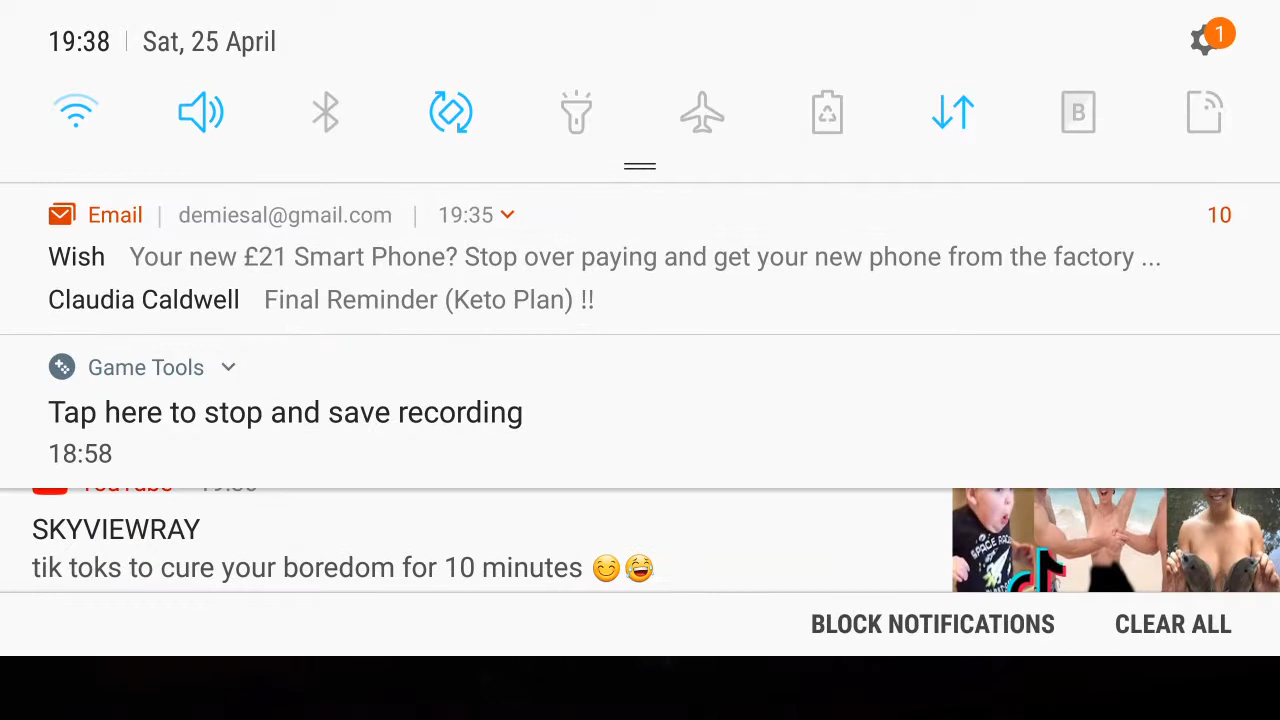 19:38 | Sat, 25 April 1
B
Email | demiesal@gmail.com | 19:35 10
Wish Your new £21 Smart Phone? Stop over paying and get your new phone from the factory ...
Claudia Caldwell Final Reminder (Keto Plan) !!
Game Tools
Tap here to stop and save recording
18:58
YouTube
SKYVIEWRAY
tik toks to cure your boredom for 10 minutes 😊😂
SPACE
BLOCK NOTIFICATIONS CLEAR ALL